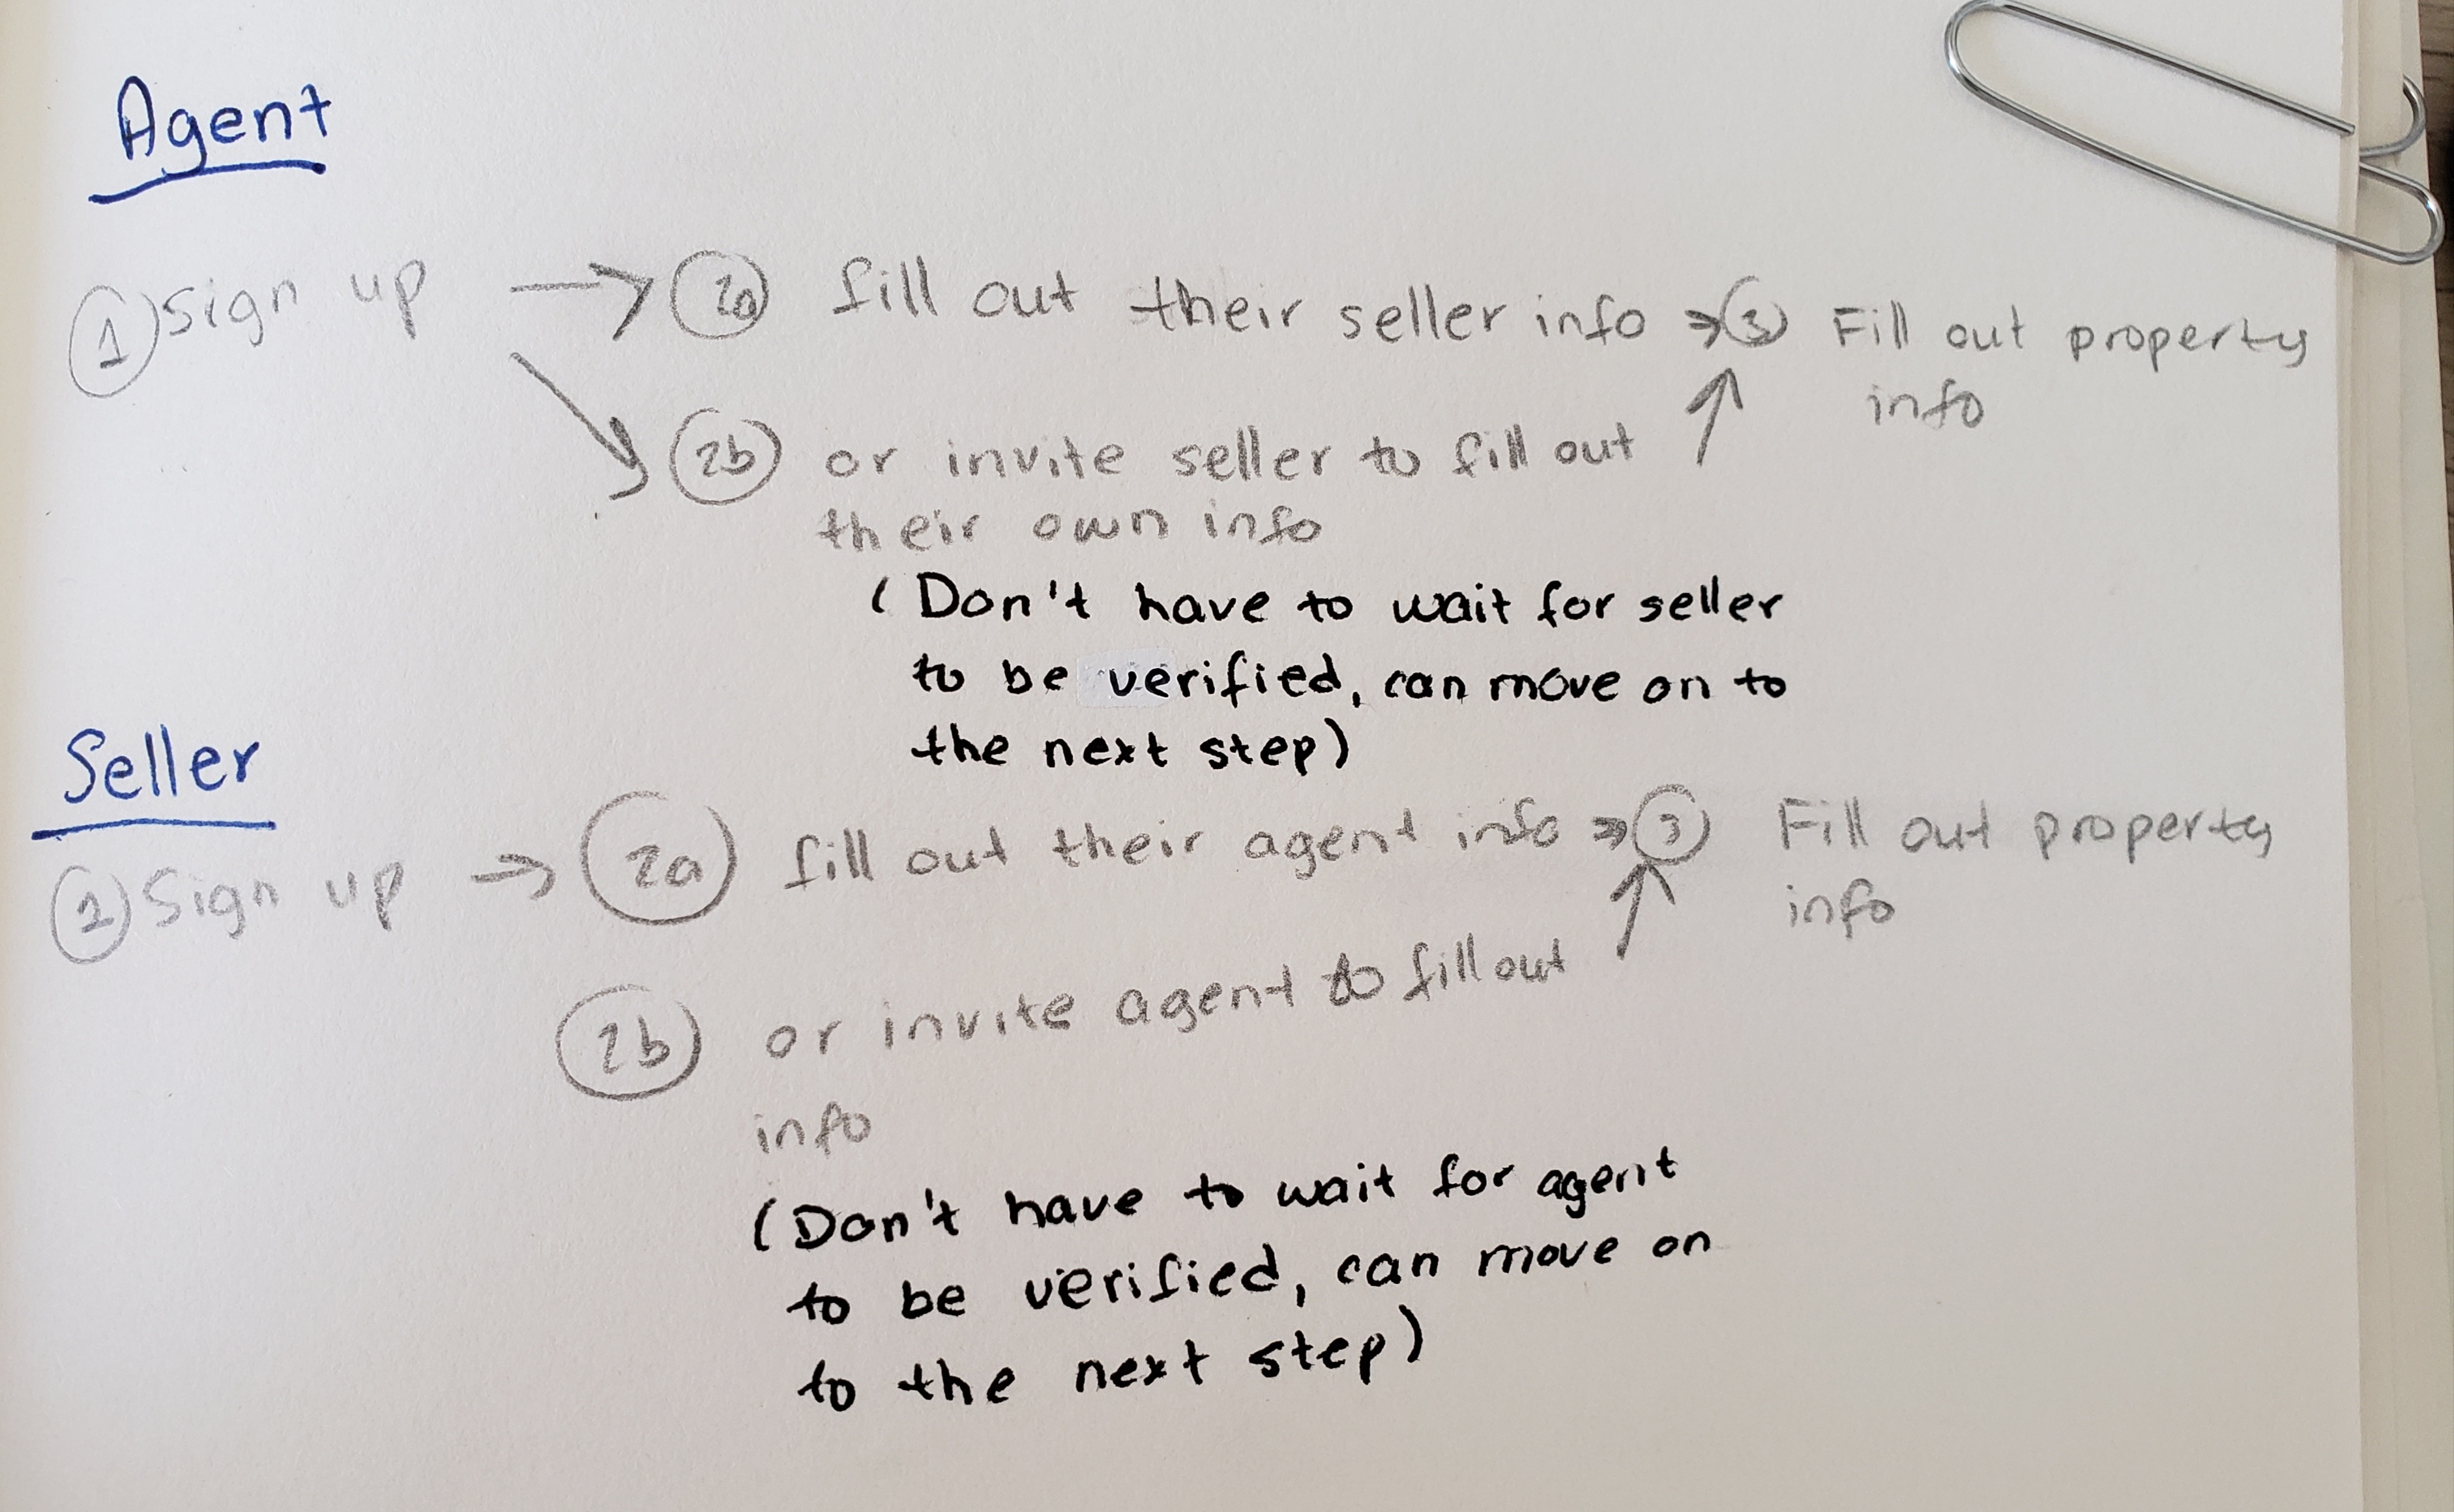 Agent
1 Sign up → 2a fill out their seller info → 3 Fill out property
info
2b or invite seller to fill out
their own info
(Don't have to wait for seller
to be verified, can move on to
the next step)
Seller
1 Sign up → 2a fill out their agent info → 3 Fill out property
info
2b or invite agent to fill out
info
(Don't have to wait for agent
to be verified, can move on
to the next step)